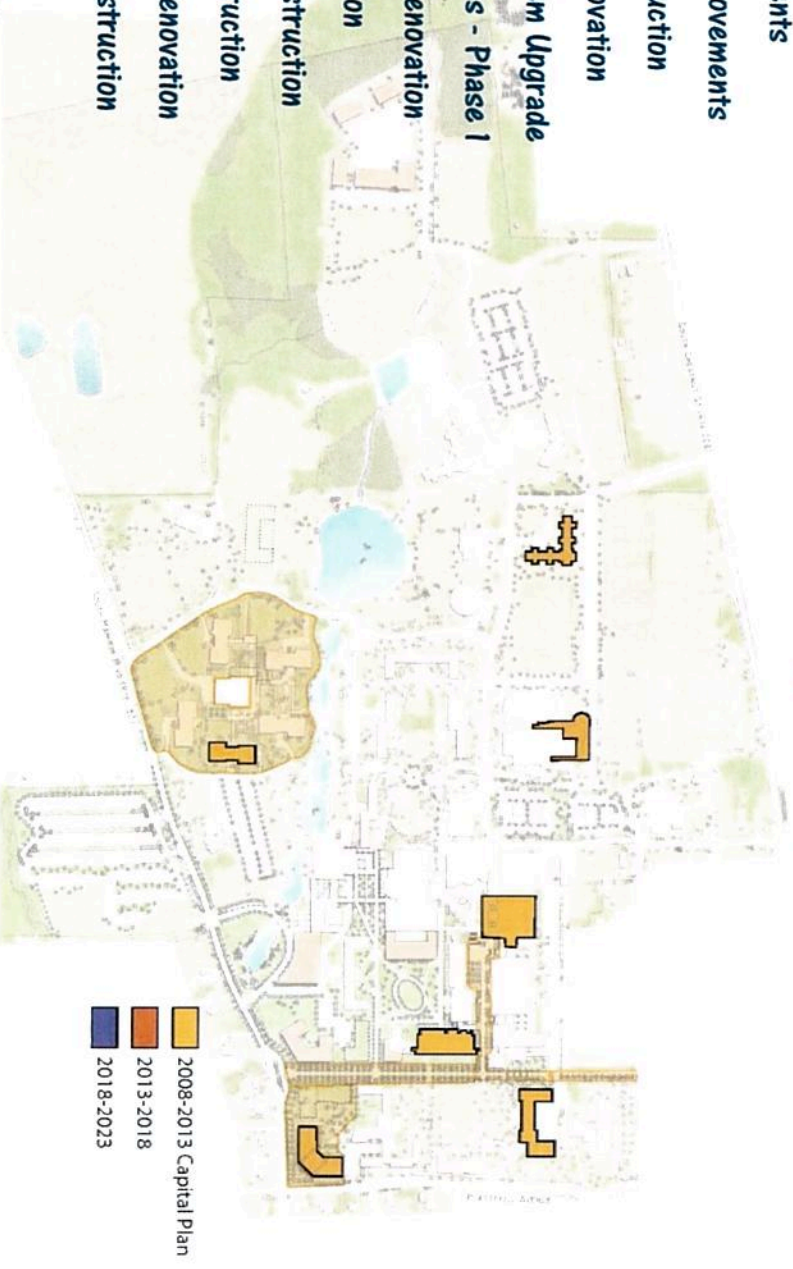 nts
ovements
uction
ovation
m Upgrade
s - Phase 1
enovation
on
struction
ruction
enovation
struction
2008-2013 Capital Plan
2013-2018
2018-2023